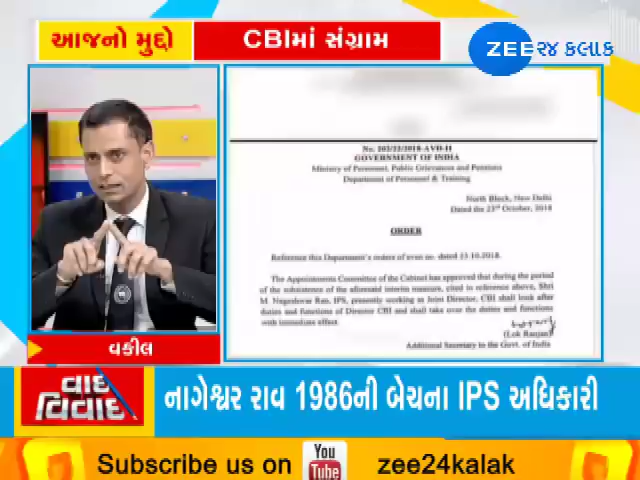 આજનો મુદ્દો
CBIમાં સંગ્રામ
ZEE ૨૪ કલાક
No. 202/22/2018-AVD-II
GOVERNMENT OF INDIA
Ministry of Personnel, Public Grievances and Pensions
Department of Personnel & Training
North Block, New Delhi
Dated the 23rd October, 2018
ORDER
Reference this Department's orders of even no. dated 23.10.2018.
The Appointments Committee of the Cabinet has approved that during the period
of the subsistence of the aforesaid interim measure, cited in reference above, Shri
M. Nageshwar Rao, IPS, presently working as Joint Director, CBI shall look after
duties and functions of Director CBI and shall take over the duties and functions
with immediate effect.
(Lok Ranjan)
Additional Secretary to the Govt. of India
વકીલ
વાદ
વિવાદ
નાગેશ્વર રાવ 1986ની બેચના IPS અધિકારી
Subscribe us on You Tube zee24kalak